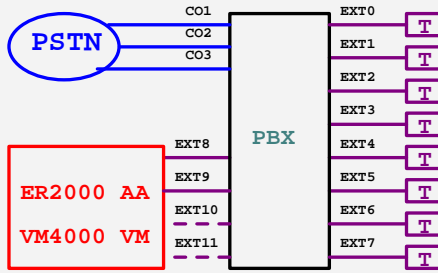 CO1
CO2
CO3
PSTN
PBX
EXT0
T
EXT1
T
EXT2
T
EXT3
T
EXT4
T
EXT5
T
EXT6
T
EXT7
T
EXT8
EXT9
EXT10
EXT11
ER2000 AA
VM4000 VM